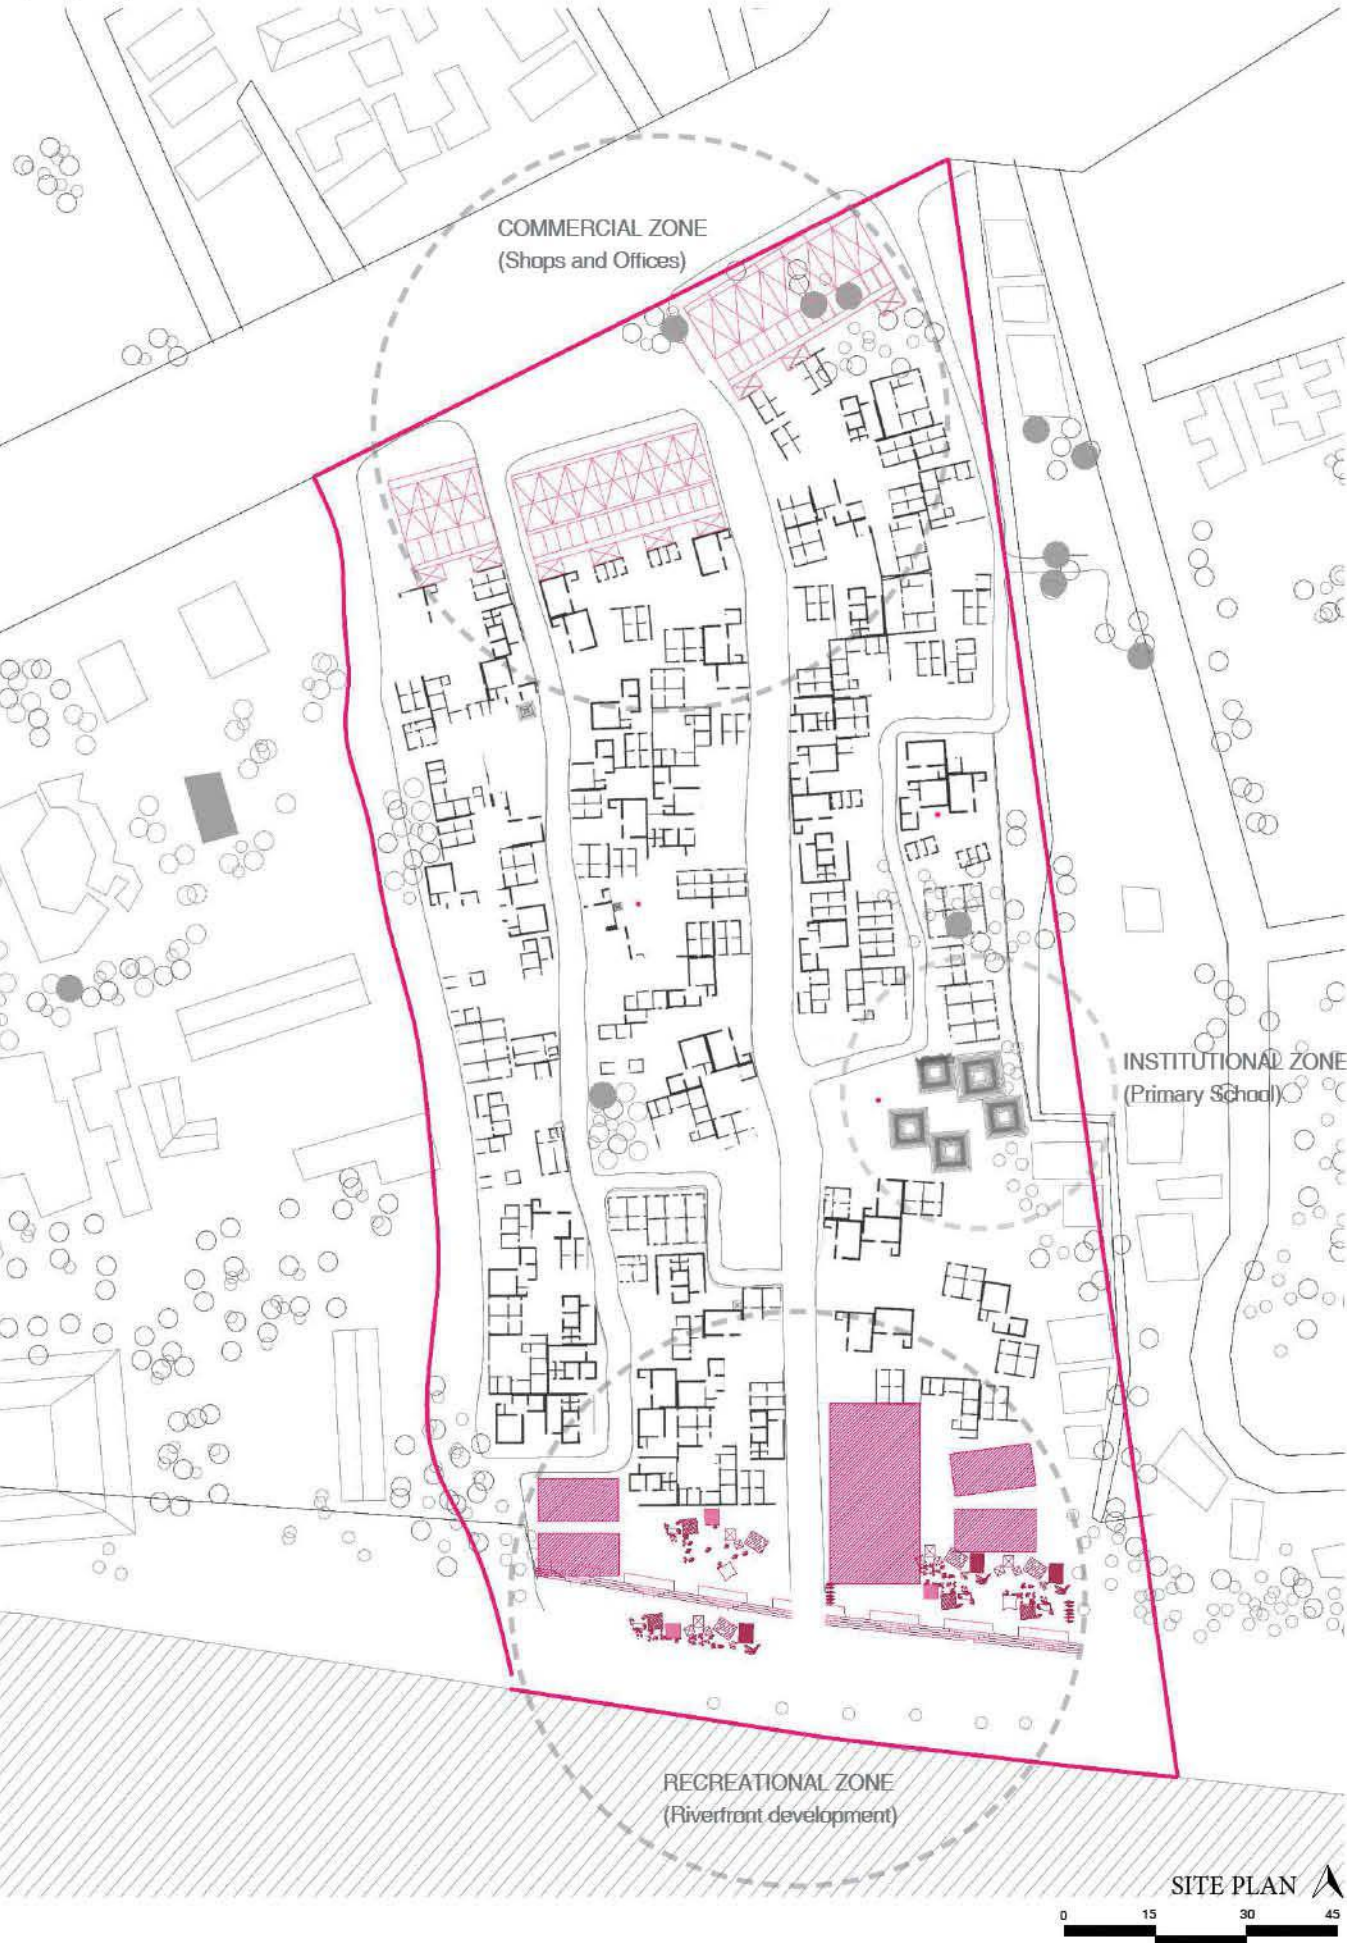 COMMERCIAL ZONE
(Shops and Offices)
INSTITUTIONAL ZONE
(Primary School)
RECREATIONAL ZONE
(Riverfront development)
SITE PLAN
0 15 30 45